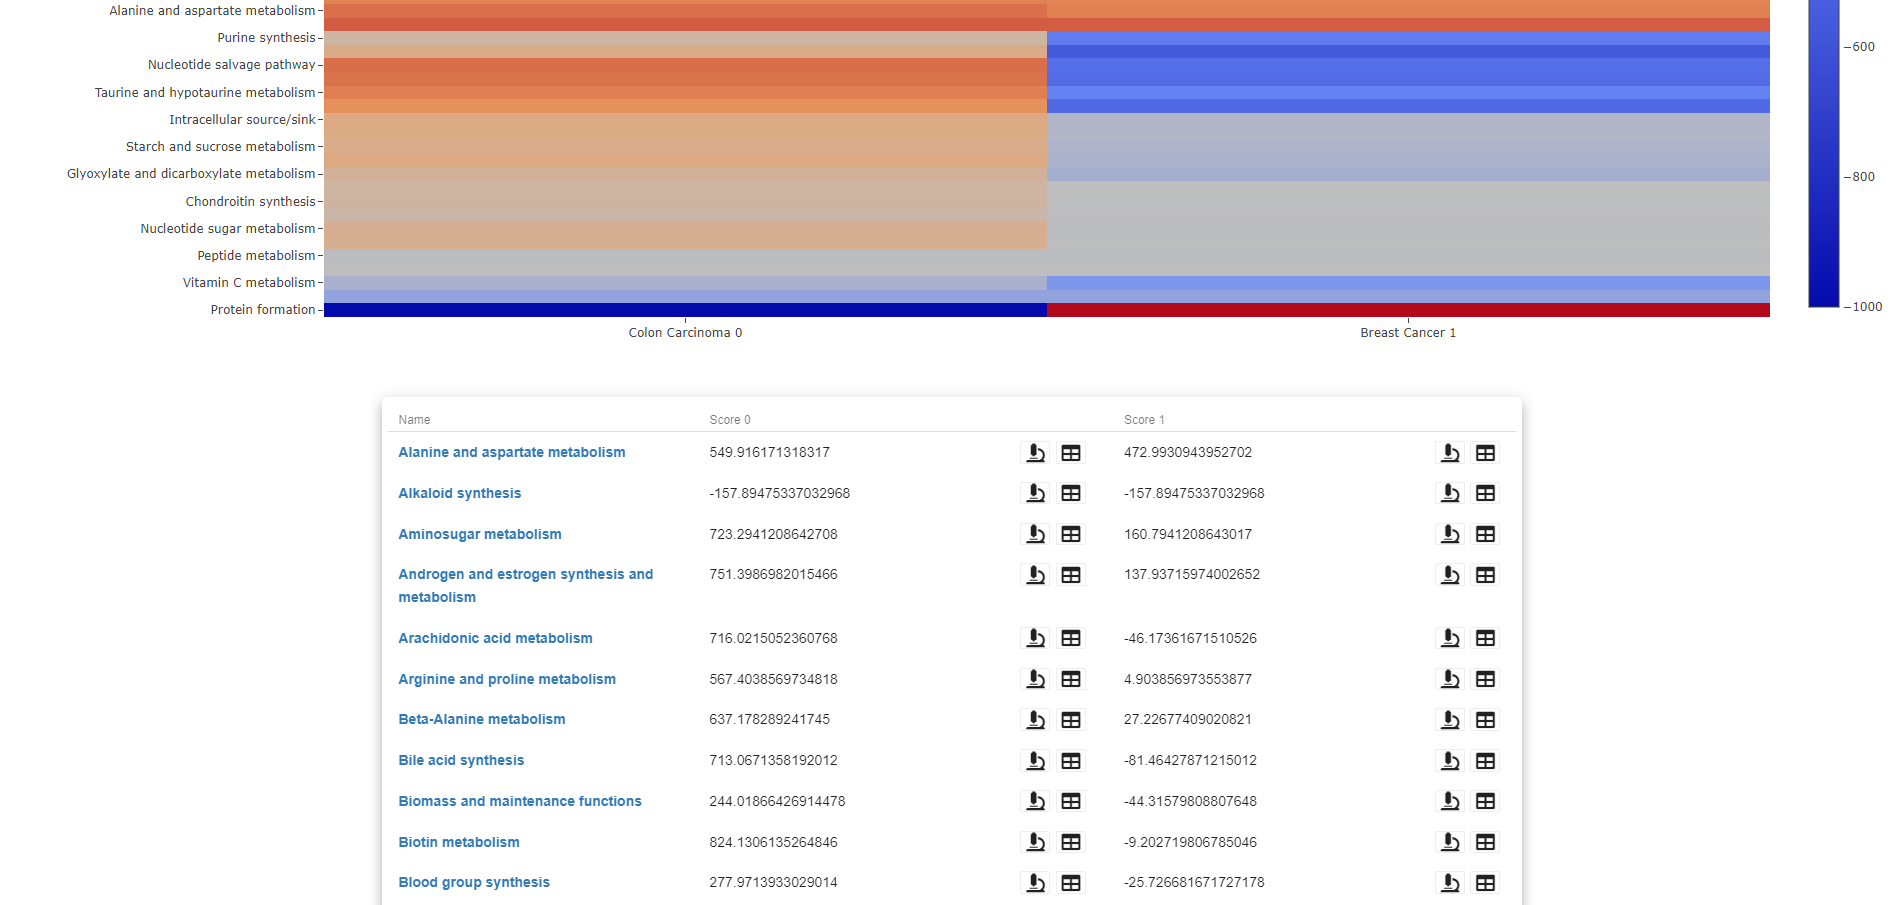 Alanine and aspartate metabolism
Purine synthesis
−600
Nucleotide salvage pathway
Taurine and hypotaurine metabolism
Intracellular source/sink
Starch and sucrose metabolism
Glyoxylate and dicarboxylate metabolism
−800
Chondroitin synthesis
Nucleotide sugar metabolism
Peptide metabolism
Vitamin C metabolism
Protein formation
−1000
Colon Carcinoma 0 Breast Cancer 1
Name Score 0 Score 1
Alanine and aspartate metabolism 549.916171318317 472.9930943952702
Alkaloid synthesis -157.89475337032968 -157.89475337032968
Aminosugar metabolism 723.2941208642708 160.7941208643017
Androgen and estrogen synthesis and 751.3986982015466 137.93715974002652
metabolism
Arachidonic acid metabolism 716.0215052360768 -46.17361671510526
Arginine and proline metabolism 567.4038569734818 4.903856973553877
Beta-Alanine metabolism 637.178289241745 27.22677409020821
Bile acid synthesis 713.0671358192012 -81.46427871215012
Biomass and maintenance functions 244.01866426914478 -44.31579808807648
Biotin metabolism 824.1306135264846 -9.202719806785046
Blood group synthesis 277.9713933029014 -25.726681671727178